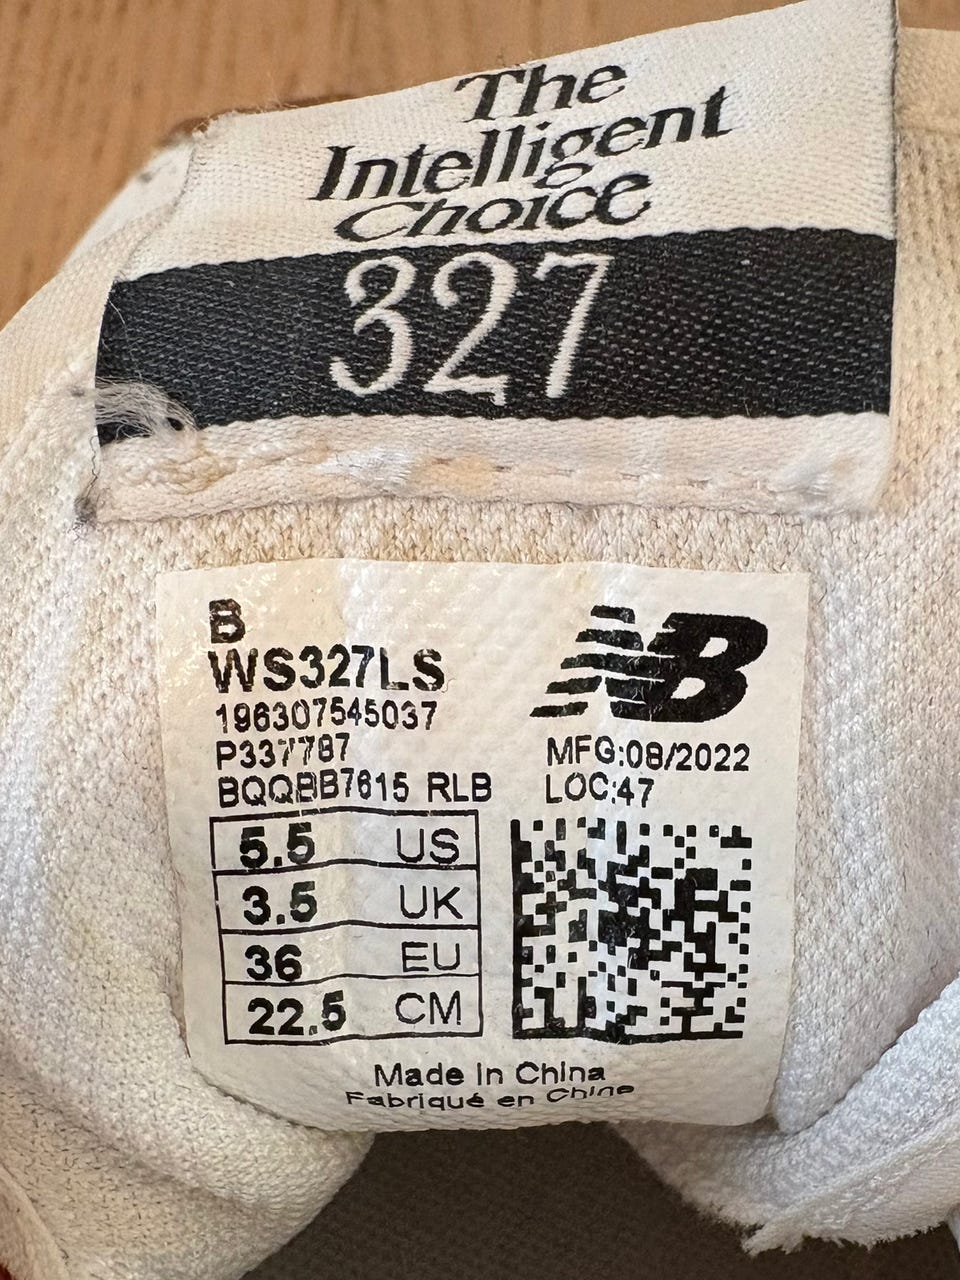 The
Intelligent
Choice
327
B
WS327LS
196307545037
P337787
BQQBB7615 RLB
NB
MFG:08/2022
LOC:47
5.5 US
3.5 UK
36 EU
22.5 CM
Made in China
Fabriqué en Chine